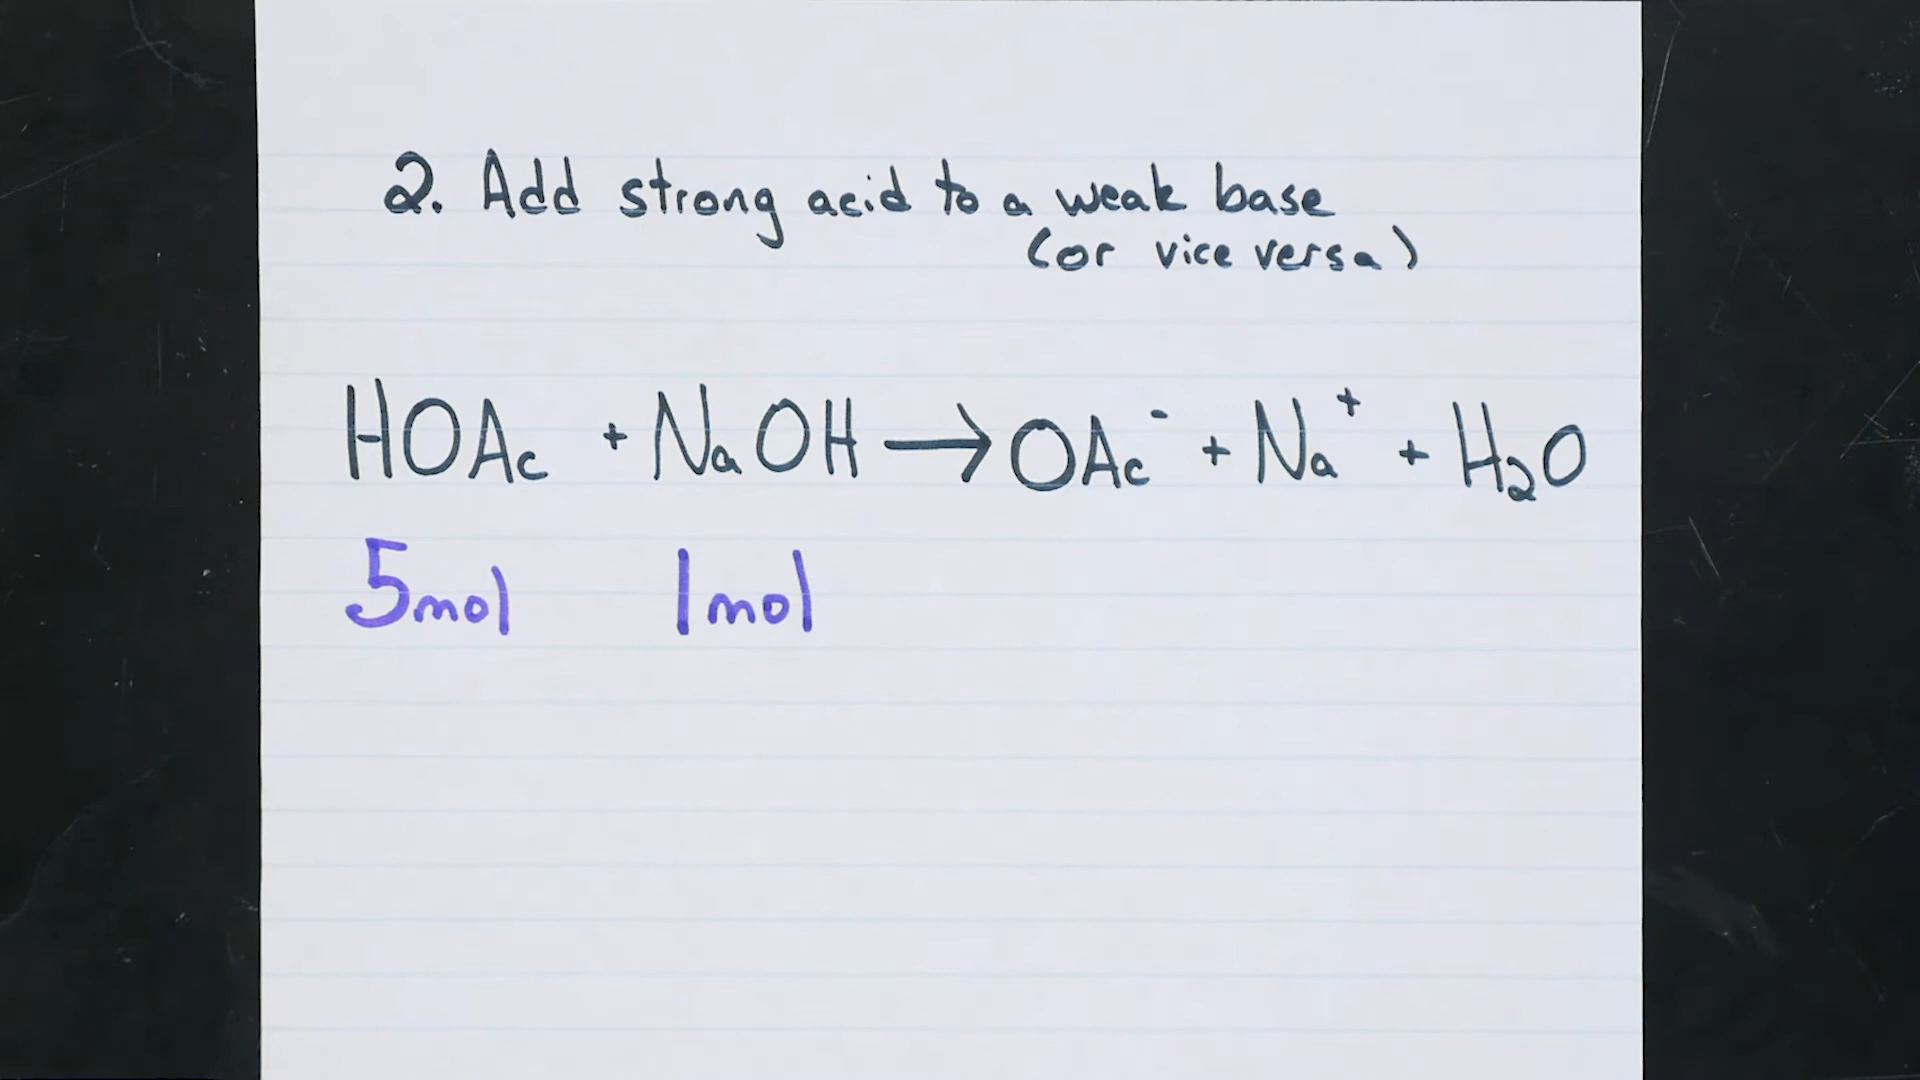 2. Add strong acid to a weak base
(or vice versa)
HOAc + NaOH → OAc⁻ + Na⁺ + H₂O
5mol 1mol